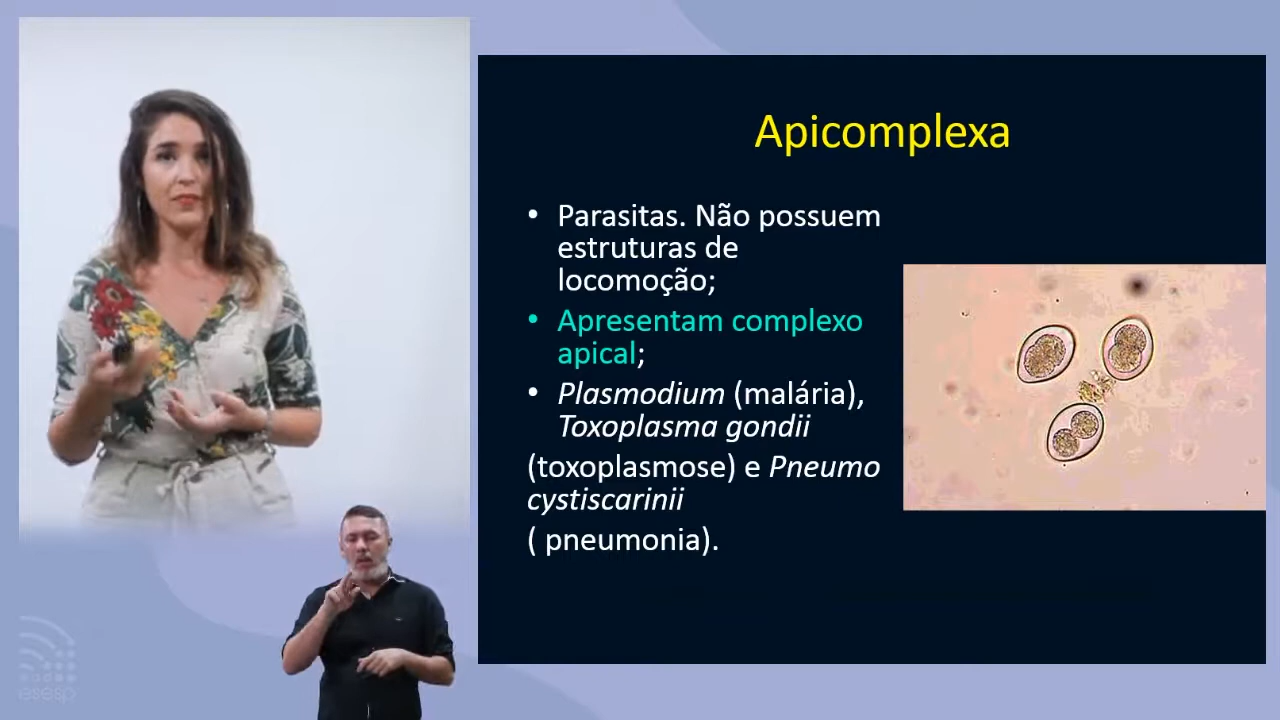 Apicomplexa
• Parasitas. Não possuem
estruturas de
locomoção;
• Apresentam complexo
apical;
• Plasmodium (malária),
Toxoplasma gondii
(toxoplasmose) e Pneumo
cystiscarinii
( pneumonia).
esesp